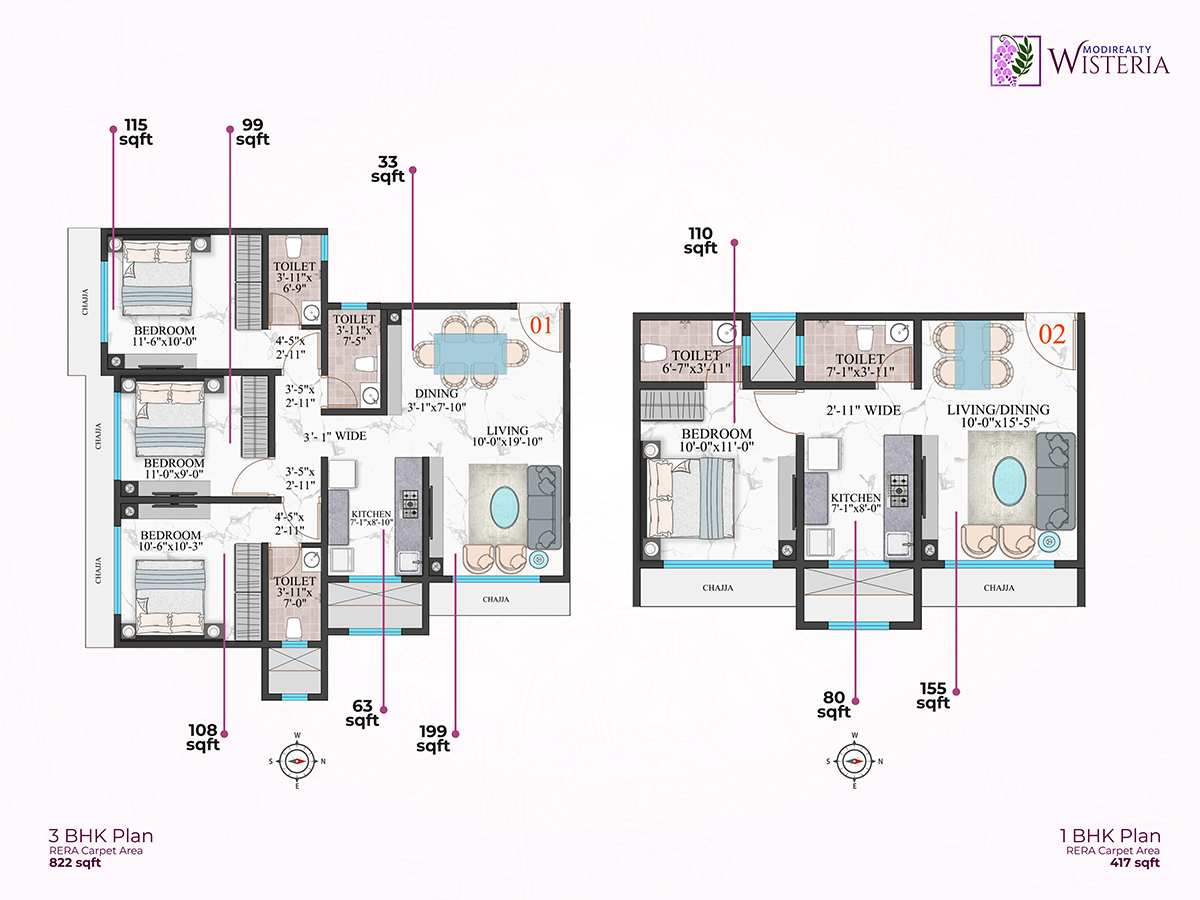 MODIREALTY
WISTERIA
115
sqft
99
sqft
33
sqft
110
sqft
CHAJJA
BEDROOM
11'-6"x10'-0"
TOILET
3'-11"x
6'-9"
4'-5"x
2'-11"
TOILET
3'-11"x
7'-5"
01
3'-5"x
2'-11"
DINING
3'-1"x7'-10"
CHAJJA
BEDROOM
11'-0"x9'-0"
3'- 1" WIDE
LIVING
10'-0"x19'-10"
3'-5"x
2'-11"
4'-5"x
2'-11"
KITCHEN
7'-1"x8'-10"
CHAJJA
BEDROOM
10'-6"x10'-3"
TOILET
3'-11"x
7'-0"
CHAJJA
TOILET
6'-7"x3'-11"
TOILET
7'-1"x3'-11"
02
2'-11" WIDE
LIVING/DINING
10'-0"x15'-5"
BEDROOM
10'-0"x11'-0"
KITCHEN
7'-1"x8'-0"
CHAJJA
CHAJJA
108
sqft
63
sqft
199
sqft
80
sqft
155
sqft
W
S
N
E
W
S
N
E
3 BHK Plan
RERA Carpet Area
822 sqft
1 BHK Plan
RERA Carpet Area
417 sqft